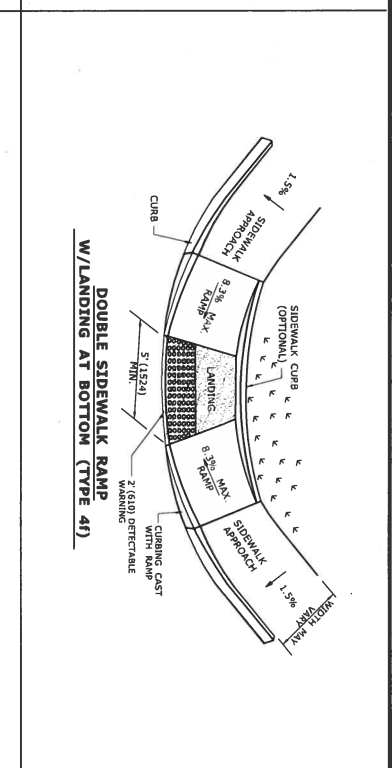 1.5%
SIDEWALK
APPROACH
CURB
8.3% MAX.
RAMP
SIDEWALK CURB
(OPTIONAL)
LANDING
5' (1524)
MIN.
8.3% MAX.
RAMP
2' (610) DETECTABLE
WARNING
CURBING CAST
WITH RAMP
SIDEWALK
APPROACH
1.5%
WIDTH MAY
VARY
DOUBLE SIDEWALK RAMP
W/LANDING AT BOTTOM (TYPE 4f)